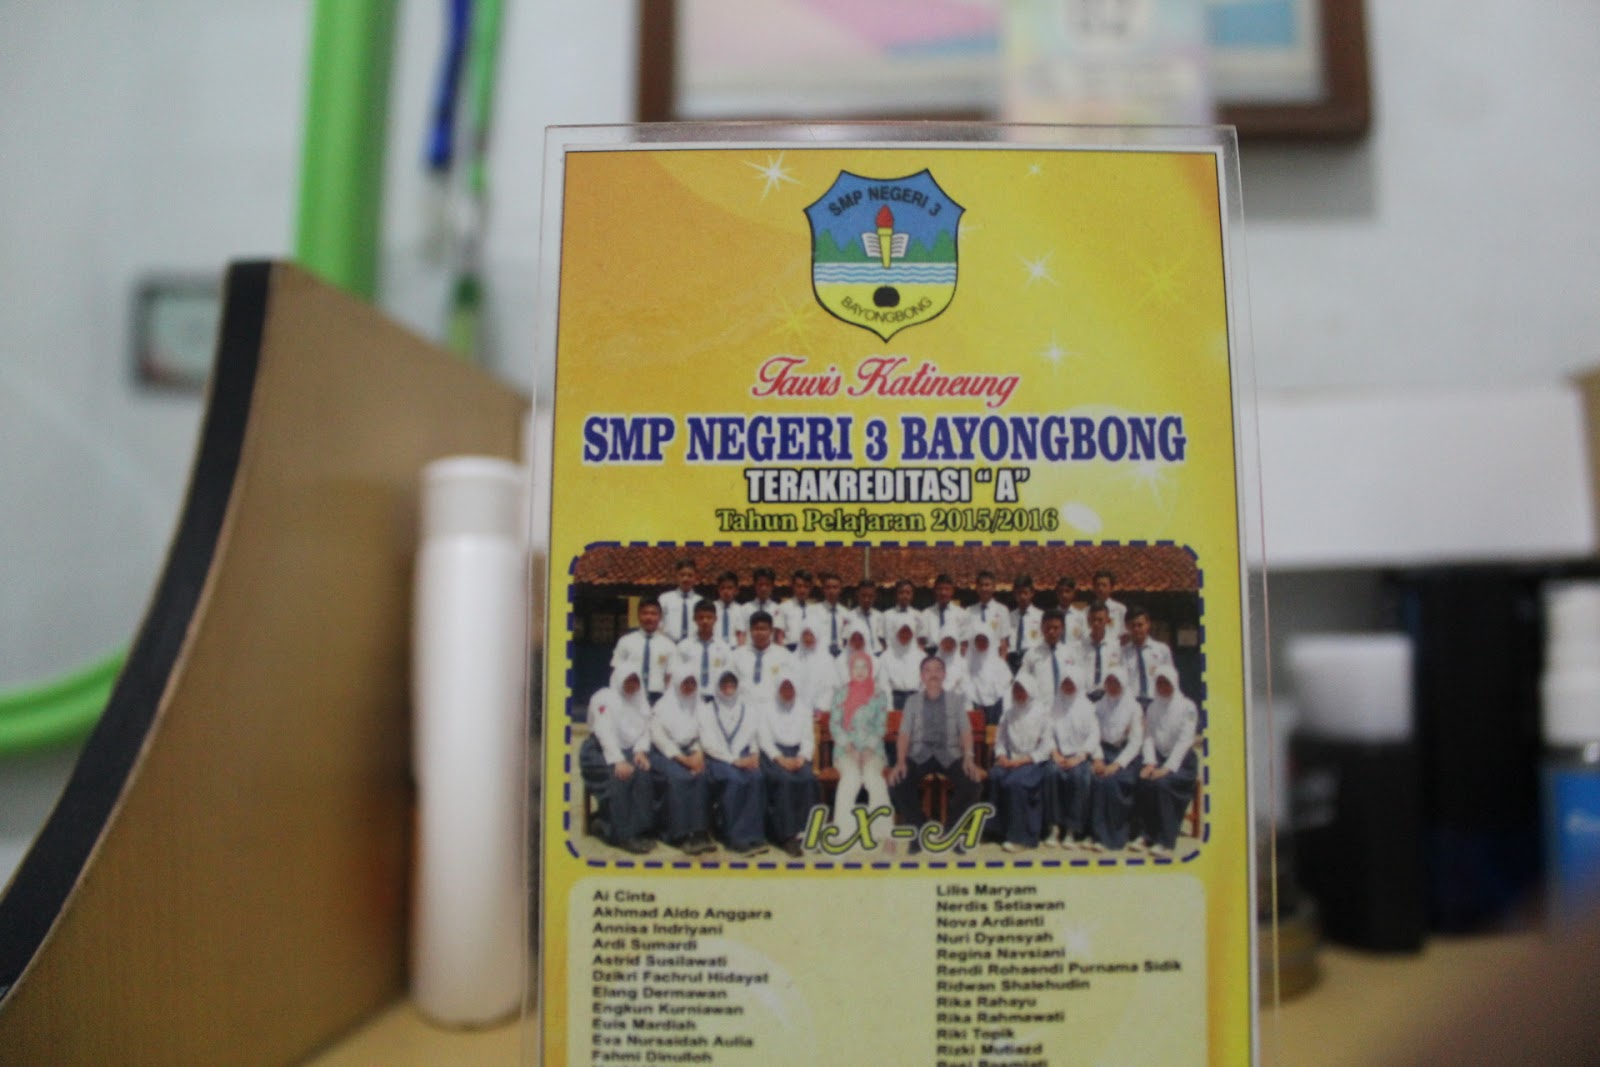 SMP NEGERI 3
BAYONGBONG
Tawis Katineung
SMP NEGERI 3 BAYONGBONG
TERAKREDITASI “ A”
Tahun Pelajaran 2015/2016
IX-A
Ai Cinta
Akhmad Aldo Anggara
Annisa Indriyani
Ardi Sumardi
Astrid Susilawati
Dzikri Fachrul Hidayat
Elang Dermawan
Engkun Kurniawan
Euis Mardiah
Eva Nursaidah Aulia
Fahmi Dinulloh
Lilis Maryam
Nerdis Setiawan
Nova Ardianti
Nuri Dyansyah
Regina Navsiani
Rendi Rohaendi Purnama Sidik
Ridwan Shalehudin
Rika Rahayu
Rika Rahmawati
Riki Topik
Rizki Mutiazd